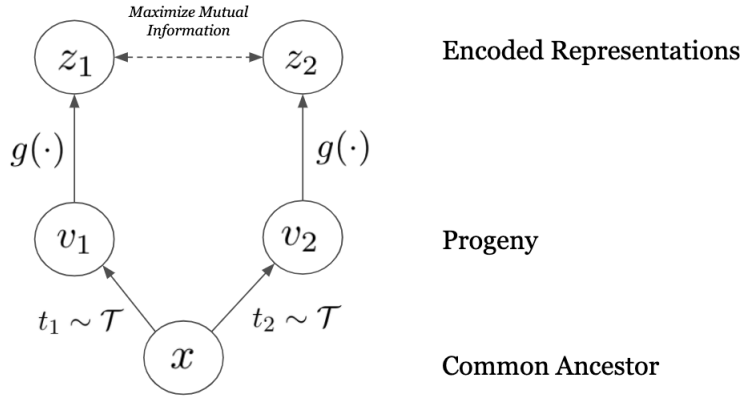 Maximize Mutual
Information
z₁ z₂ Encoded Representations
g(·) g(·)
v₁ v₂ Progeny
t₁ ~ 𝒯 t₂ ~ 𝒯
x Common Ancestor